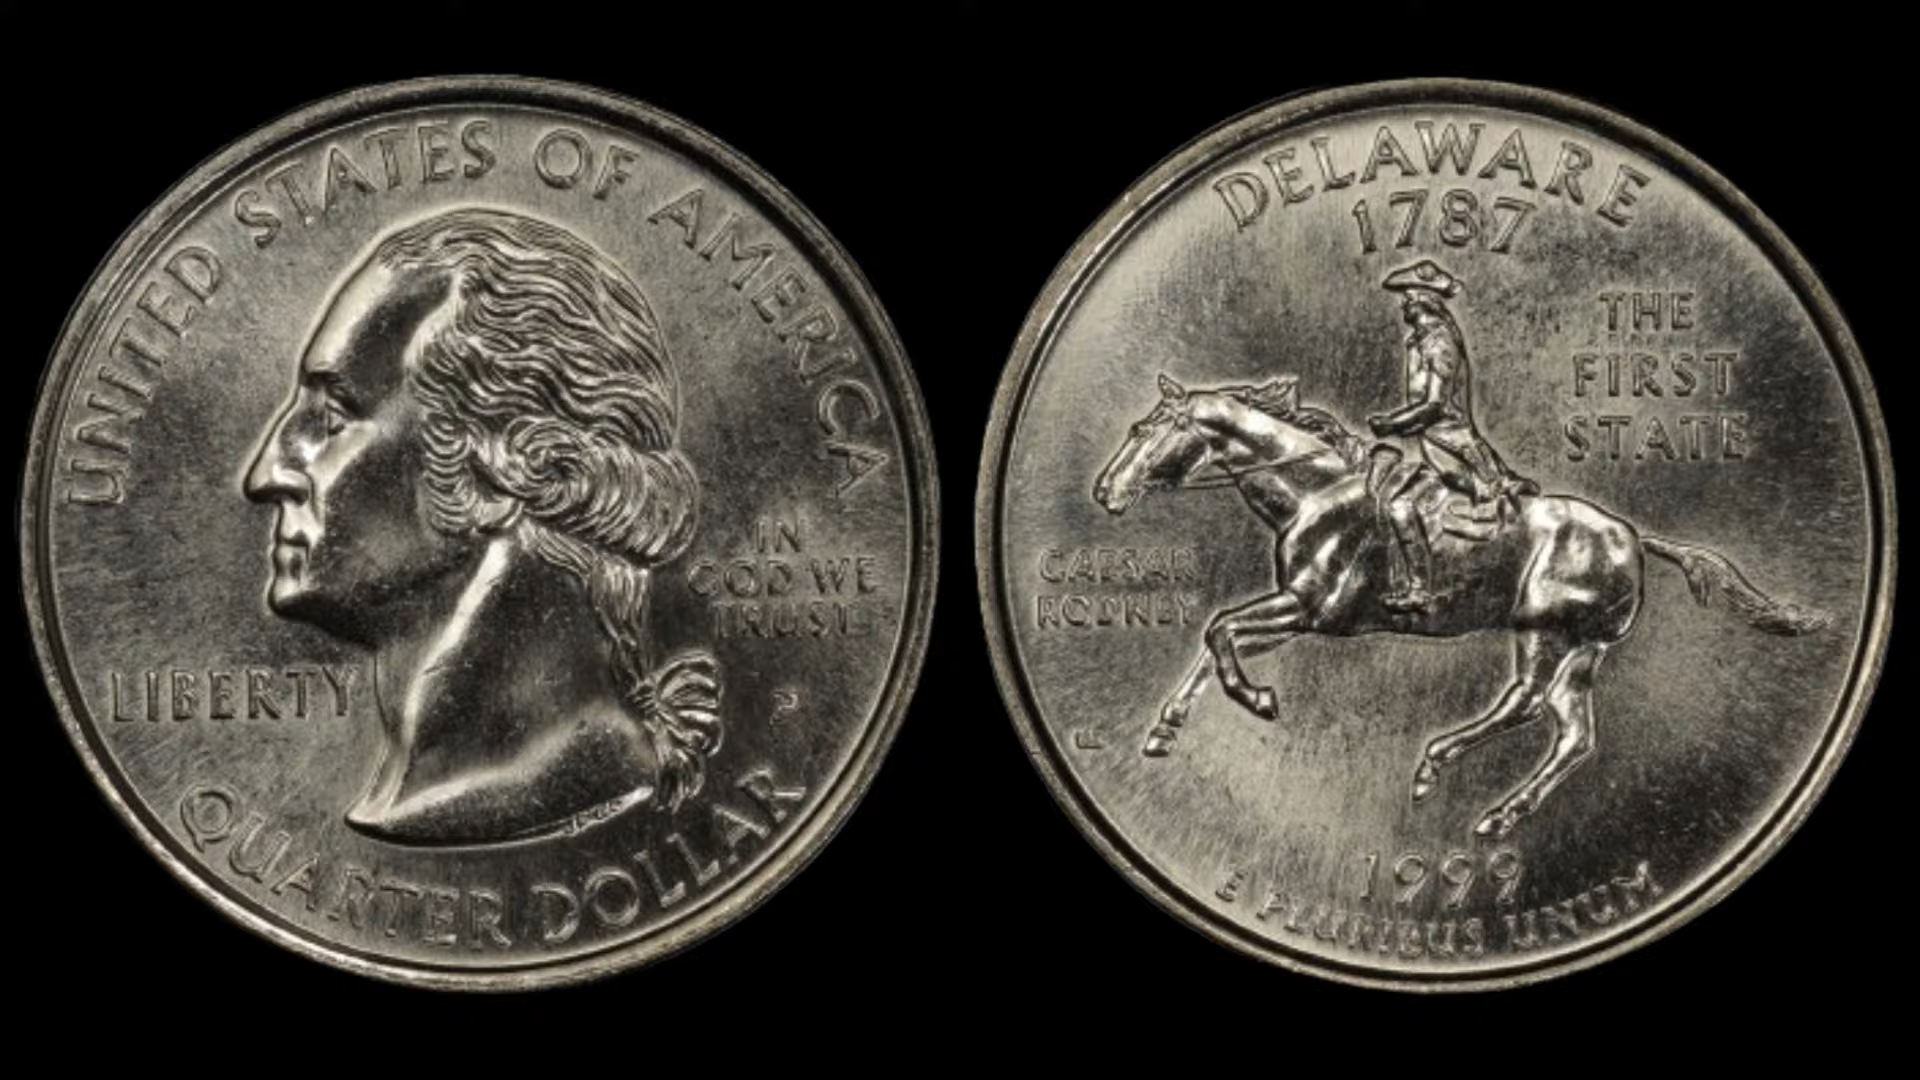 UNITED STATES OF AMERICA
IN
GOD WE
TRUST
LIBERTY
P
QUARTER DOLLAR
DELAWARE
1787
THE
FIRST
STATE
CAESAR
RODNEY
1999
E PLURIBUS UNUM